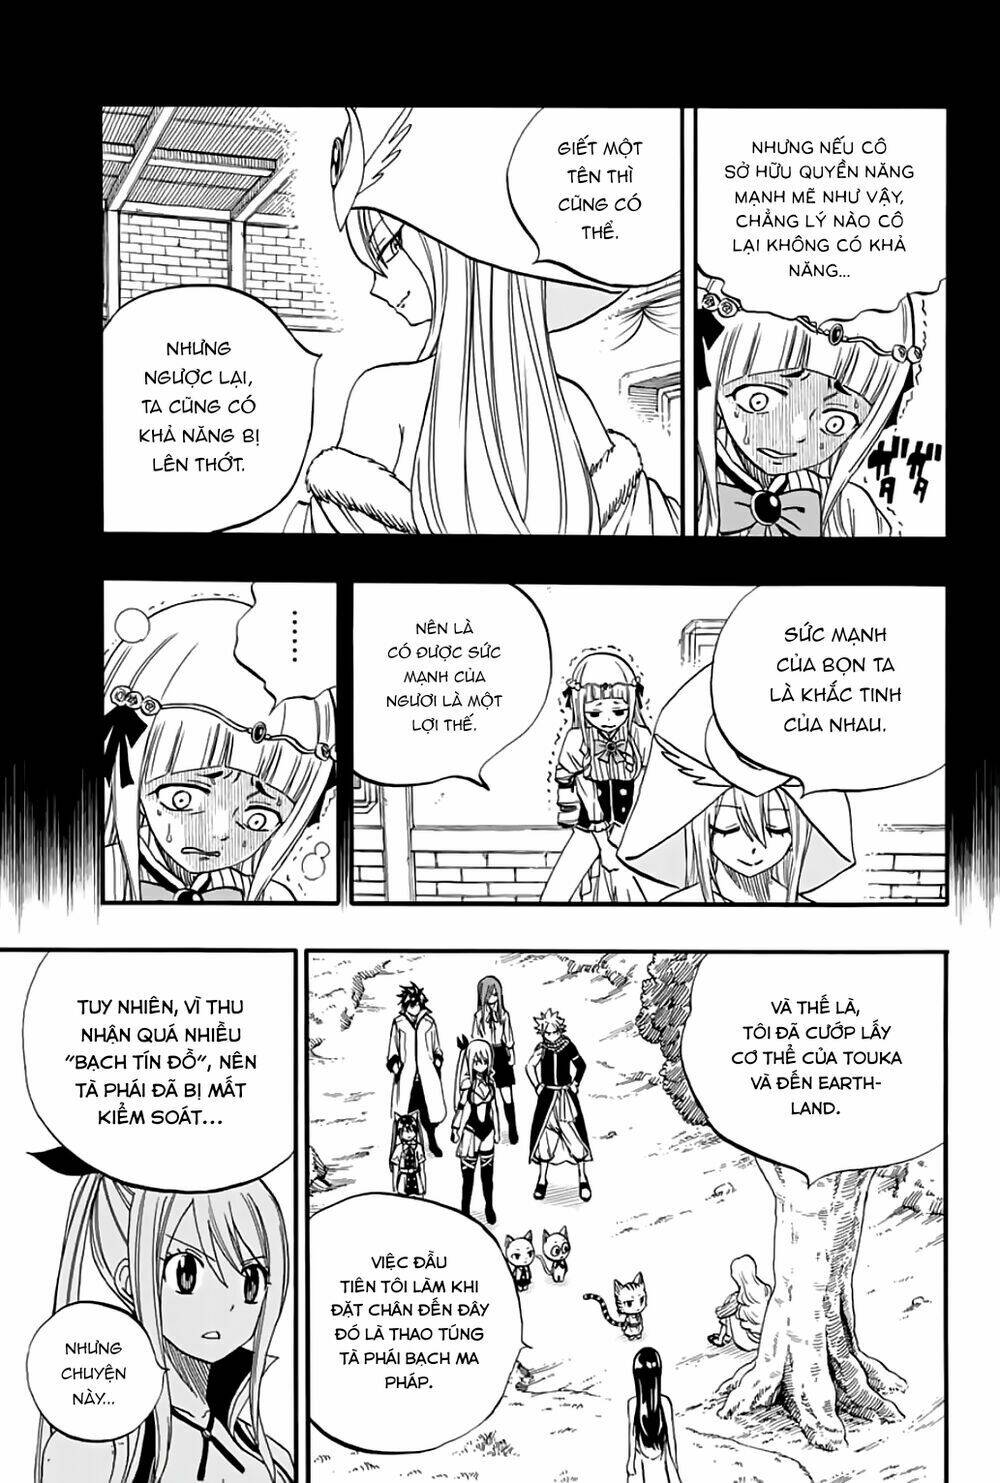 NHƯNG NẾU CÔ
SỞ HỮU QUYỀN NĂNG
MẠNH MẼ NHƯ VẬY,
CHẲNG LÝ NÀO CÔ
LẠI KHÔNG CÓ KHẢ
NĂNG...
ガタ
ガタ
GIẾT MỘT
TÊN THÌ
CŨNG CÓ
THỂ.
NHƯNG
NGƯỢC LẠI,
TA CŨNG CÓ
KHẢ NĂNG BỊ
LÊN THỚT.
SỨC MẠNH
CỦA BỌN TA
LÀ KHẮC TINH
CỦA NHAU.
NÊN LÀ
CÓ ĐƯỢC SỨC
MẠNH CỦA
NGƯƠI LÀ MỘT
LỢI THẾ.
......
VÀ THẾ LÀ,
TÔI ĐÃ CƯỚP LẤY
CƠ THỂ CỦA TOUKA
VÀ ĐẾN EARTH-
LAND.
VIỆC ĐẦU
TIÊN TÔI LÀM KHI
ĐẶT CHÂN ĐẾN ĐÂY
ĐÓ LÀ THAO TÚNG
TÀ PHÁI BẠCH MA
PHÁP.
TUY NHIÊN, VÌ THU
NHẬN QUÁ NHIỀU
"BẠCH TÍN ĐỒ", NÊN
TÀ PHÁI ĐÃ BỊ MẤT
KIỂM SOÁT...
NHƯNG
CHUYỆN
NÀY...